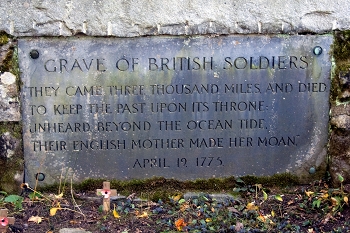 GRAVE OF BRITISH SOLDIERS
"THEY CAME THREE THOUSAND MILES, AND DIED,
TO KEEP THE PAST UPON ITS THRONE;
UNHEARD, BEYOND THE OCEAN TIDE,
THEIR ENGLISH MOTHER MADE HER MOAN."
APRIL 19, 1775